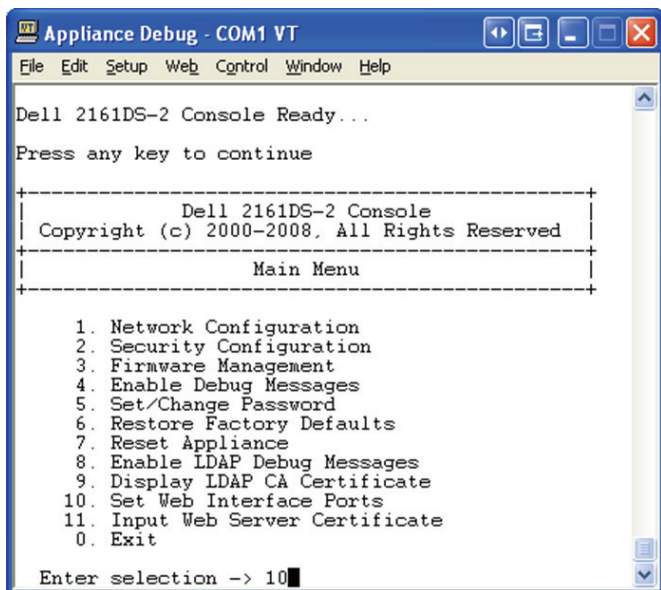 Appliance Debug - COM1 VT
File Edit Setup Web Control Window Help
Dell 2161DS-2 Console Ready...
Press any key to continue
Dell 2161DS-2 Console
Copyright (c) 2000-2008, All Rights Reserved
Main Menu
1. Network Configuration
2. Security Configuration
3. Firmware Management
4. Enable Debug Messages
5. Set/Change Password
6. Restore Factory Defaults
7. Reset Appliance
8. Enable LDAP Debug Messages
9. Display LDAP CA Certificate
10. Set Web Interface Ports
11. Input Web Server Certificate
0. Exit
Enter selection -> 10